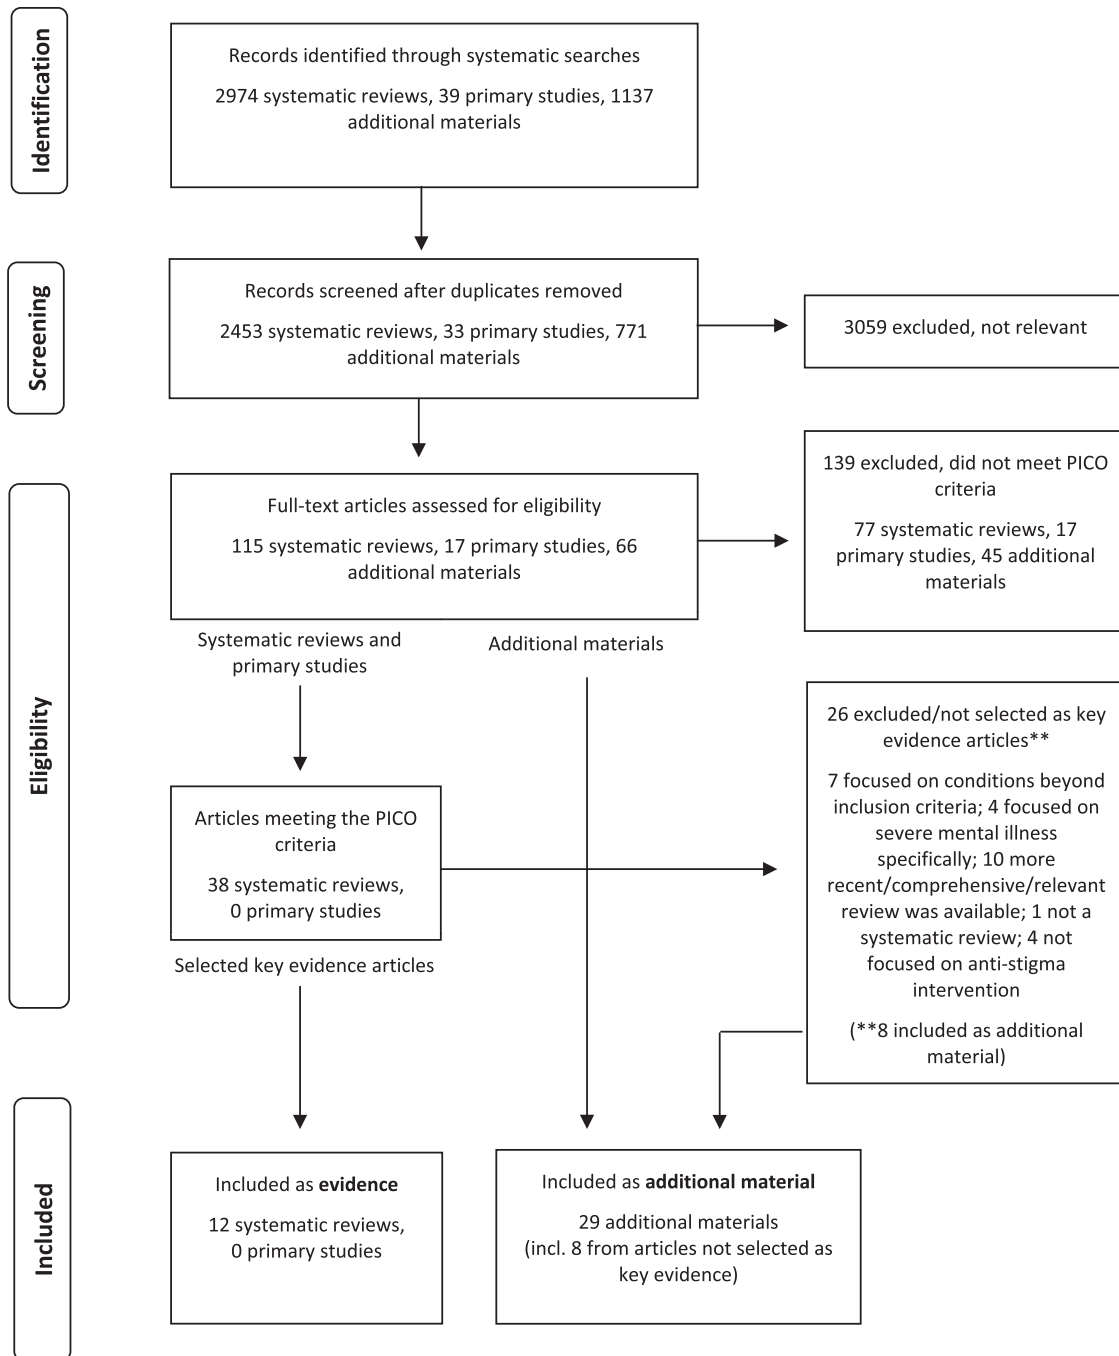 Identification
Records identified through systematic searches
2974 systematic reviews, 39 primary studies, 1137
additional materials
Screening
Records screened after duplicates removed
2453 systematic reviews, 33 primary studies, 771
additional materials
3059 excluded, not relevant
Eligibility
Full-text articles assessed for eligibility
115 systematic reviews, 17 primary studies, 66
additional materials
139 excluded, did not meet PICO
criteria
77 systematic reviews, 17
primary studies, 45 additional
materials
Systematic reviews and
primary studies
Additional materials
Articles meeting the PICO
criteria
38 systematic reviews,
0 primary studies
26 excluded/not selected as key
evidence articles**
7 focused on conditions beyond
inclusion criteria; 4 focused on
severe mental illness
specifically; 10 more
recent/comprehensive/relevant
review was available; 1 not a
systematic review; 4 not
focused on anti-stigma
intervention
(**8 included as additional
material)
Selected key evidence articles
Included
Included as evidence
12 systematic reviews,
0 primary studies
Included as additional material
29 additional materials
(incl. 8 from articles not selected as
key evidence)